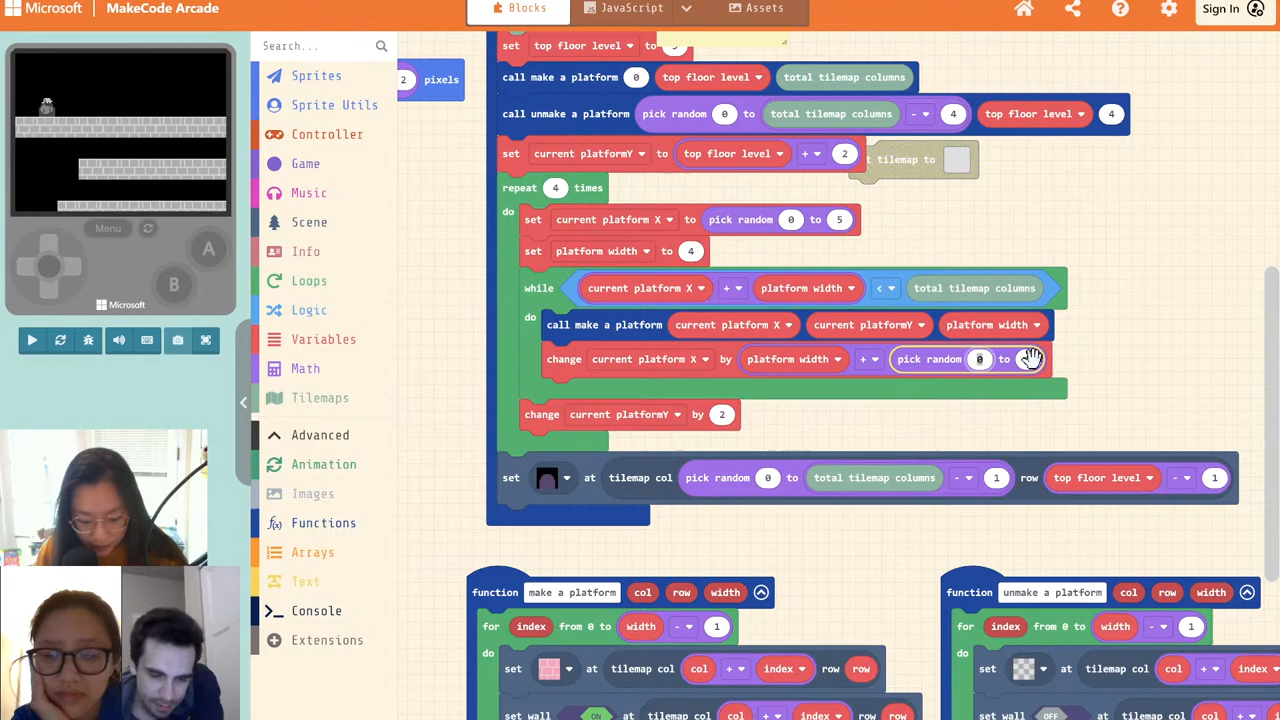 Microsoft MakeCode Arcade Blocks JavaScript Assets Sign In
Search...
Sprites
Sprite Utils
Controller
Game
Music
Scene
Info
Loops
Logic
Variables
Math
Tilemaps
Advanced
Animation
Images
Functions
Arrays
Text
Console
Extensions
Menu
A
B
Microsoft
2 pixels
set top floor level to
call make a platform 0 top floor level total tilemap columns
call unmake a platform pick random 0 to total tilemap columns - 4 top floor level 4
set current platformY to top floor level + 2
tilemap to
repeat 4 times
do set current platform X to pick random 0 to 5
set platform width to 4
while current platform X + platform width < total tilemap columns
do call make a platform current platform X current platformY platform width
change current platform X by platform width + pick random 0 to
change current platformY by 2
set at tilemap col pick random 0 to total tilemap columns - 1 row top floor level - 1
function make a platform col row width
for index from 0 to width - 1
do set at tilemap col col + index row row
set wall ON at tilemap col col + index row row
function unmake a platform col row width
for index from 0 to width - 1
do set at tilemap col col + index
set wall OFF at tilemap col col + index